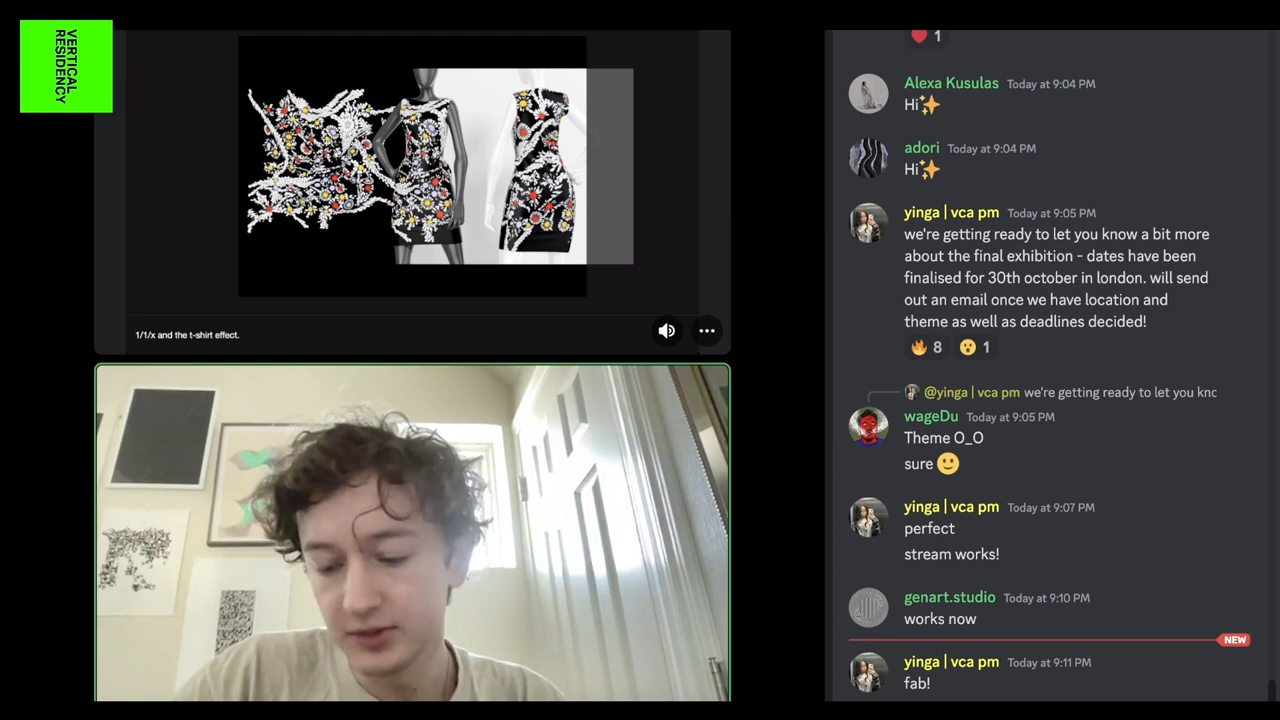 VERTICAL
RESIDENCY
1/1/x and the t-shirt effect.
1
Alexa Kusulas Today at 9:04 PM
Hi✨
adori Today at 9:04 PM
Hi✨
yinga | vca pm Today at 9:05 PM
we're getting ready to let you know a bit more
about the final exhibition - dates have been
finalised for 30th october in london. will send
out an email once we have location and
theme as well as deadlines decided!
🔥 8 😮 1
@yinga | vca pm we're getting ready to let you knc
wageDu Today at 9:05 PM
Theme O_O
sure 🙂
yinga | vca pm Today at 9:07 PM
perfect
stream works!
genart.studio Today at 9:10 PM
works now
NEW
yinga | vca pm Today at 9:11 PM
fab!